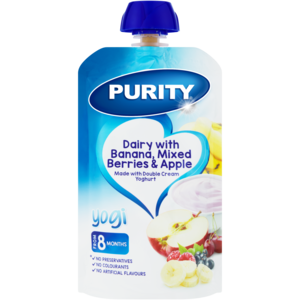 PURITY
Dairy with
Banana, Mixed
Berries & Apple
Made with Double Cream
Yoghurt
yogi
FROM 8 MONTHS
*NO PRESERVATIVES
*NO COLOURANTS
*NO ARTIFICIAL FLAVOURS